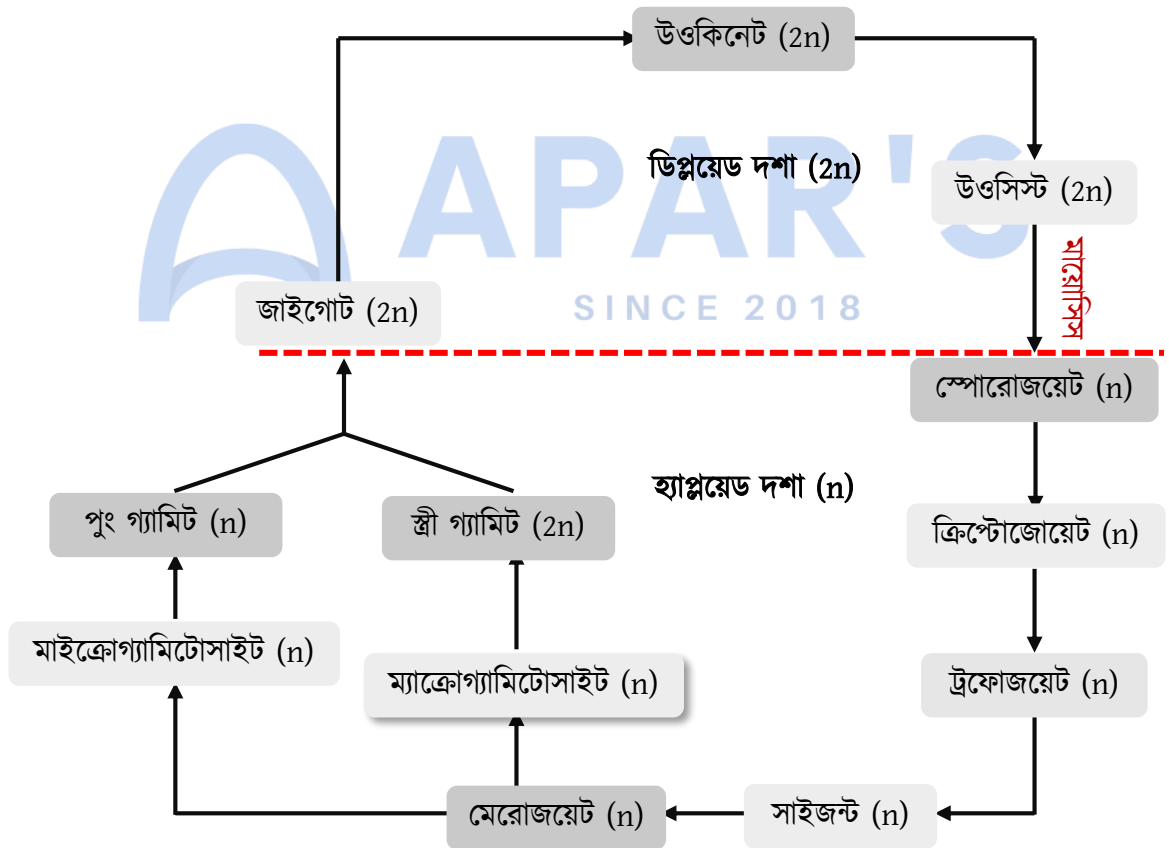 উওকিনেট (2n)
APAR'S
SINCE 2018
ডিপ্লয়েড দশা (2n)
উওসিস্ট (2n)
মায়োসিস
জাইগোট (2n)
স্পোরোজয়েট (n)
হ্যাপ্লয়েড দশা (n)
পুং গ্যামিট (n)
স্ত্রী গ্যামিট (2n)
ক্রিপ্টোজোয়েট (n)
মাইক্রোগ্যামিটোসাইট (n)
ম্যাক্রোগ্যামিটোসাইট (n)
ট্রফোজয়েট (n)
মেরোজয়েট (n)
সাইজন্ট (n)